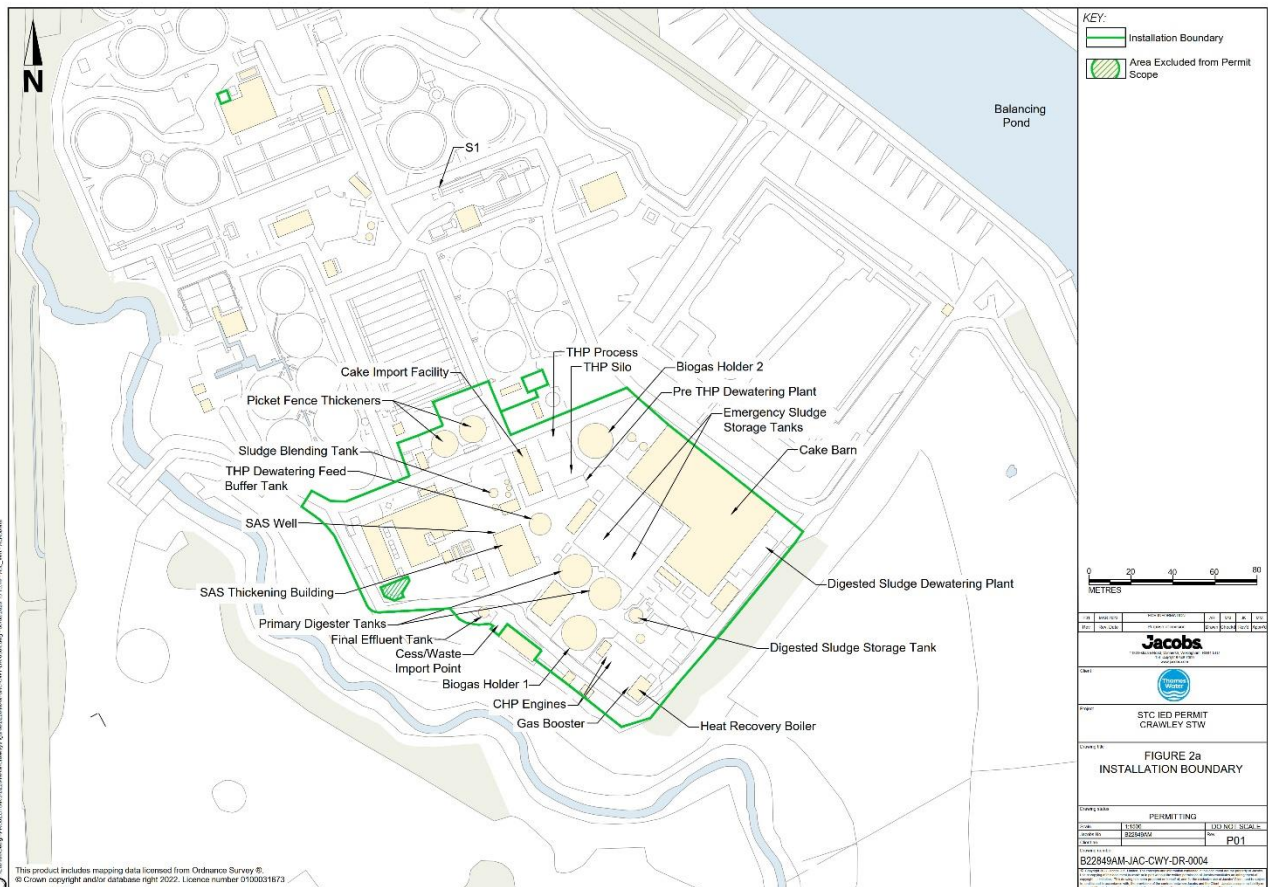 N
S1
Balancing
Pond
THP Process
THP Silo
Biogas Holder 2
Cake Import Facility
Pre THP Dewatering Plant
Picket Fence Thickeners
Emergency Sludge
Storage Tanks
Sludge Blending Tank
Cake Barn
THP Dewatering Feed
Buffer Tank
SAS Well
Digested Sludge Dewatering Plant
SAS Thickening Building
Primary Digester Tanks
Final Effluent Tank
Digested Sludge Storage Tank
Cess/Waste
Import Point
Biogas Holder 1
CHP Engines
Gas Booster
Heat Recovery Boiler
This product includes mapping data licensed from Ordnance Survey ®.
© Crown copyright and/or database right 2022. Licence number 0100031673
KEY:
Installation Boundary
Area Excluded from Permit
Scope
0 20 40 60 80
METRES
Jacobs
Client
Thames
Water
Project
STC IED PERMIT
CRAWLEY STW
FIGURE 2a
INSTALLATION BOUNDARY
Drawing status
PERMITTING
DO NOT SCALE
B22849AM
Rev
P01
B22849AM-JAC-CWY-DR-0004